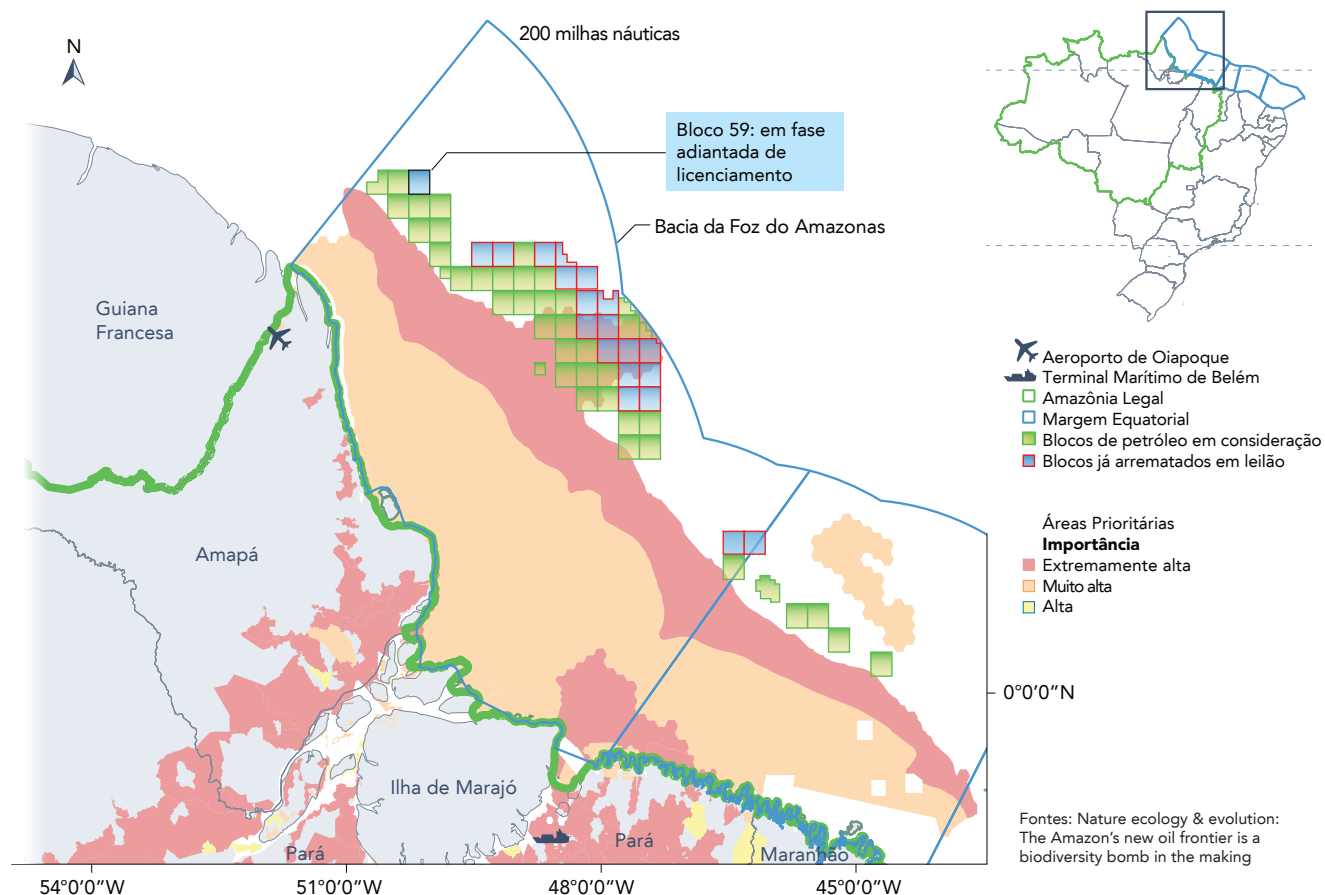 200 milhas náuticas
N
Bloco 59: em fase
adiantada de
licenciamento
Bacia da Foz do Amazonas
Guiana
Francesa
Aeroporto de Oiapoque
Terminal Marítimo de Belém
Amazônia Legal
Margem Equatorial
Blocos de petróleo em consideração
Blocos já arrematados em leilão
Áreas Prioritárias
Importância
Extremamente alta
Muito alta
Alta
Amapá
0°0'0"N
Ilha de Marajó
Pará
Pará
Maranhão
Fontes: Nature ecology & evolution:
The Amazon's new oil frontier is a
biodiversity bomb in the making
54°0'0"W
51°0'0"W
48°0'0"W
45°0'0"W